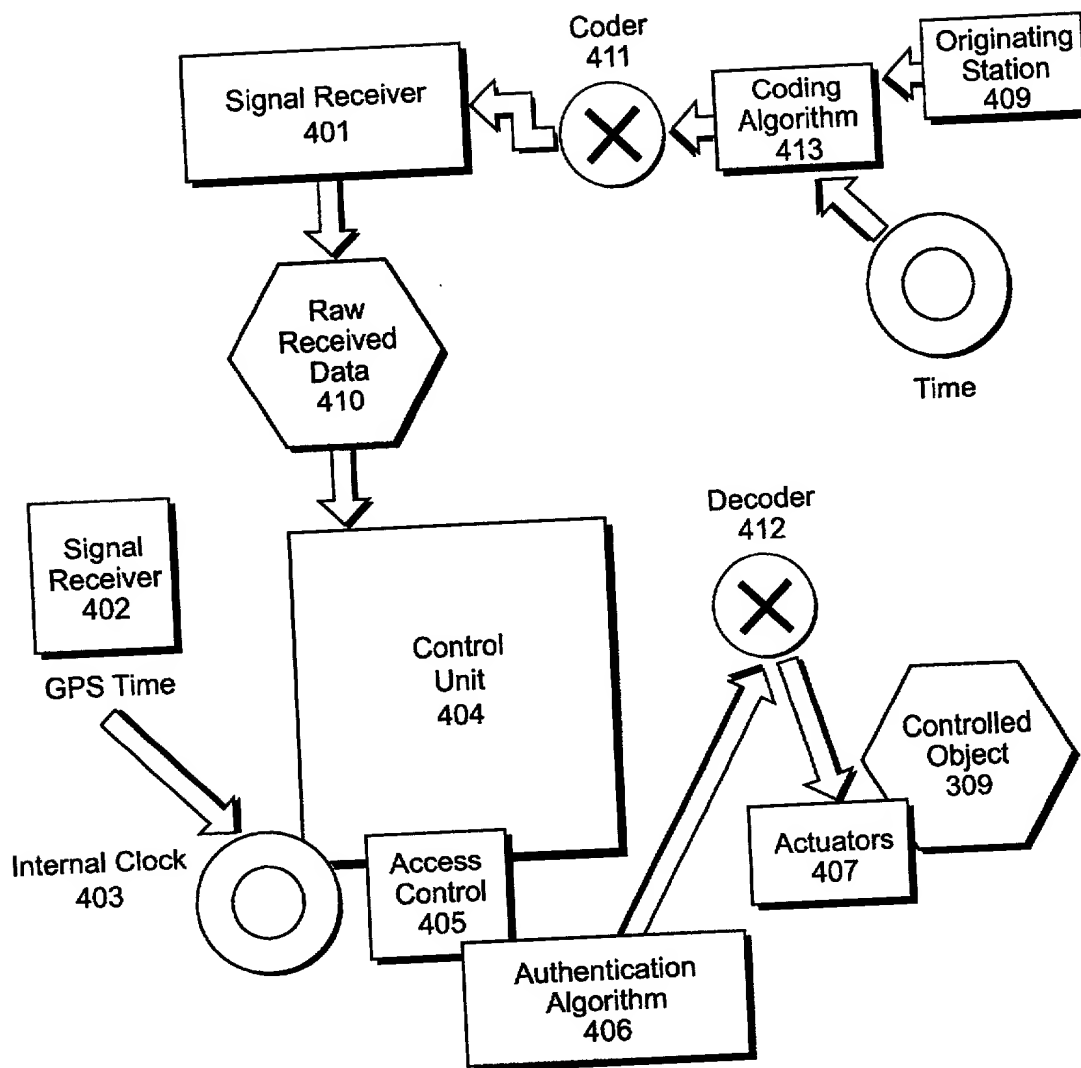 Coder
411
Originating
Station
409
Signal Receiver
401
Coding
Algorithm
413
Raw
Received
Data
410
Time
Signal
Receiver
402
GPS Time
Decoder
412
Control
Unit
404
Controlled
Object
309
Actuators
407
Internal Clock
403
Access
Control
405
Authentication
Algorithm
406